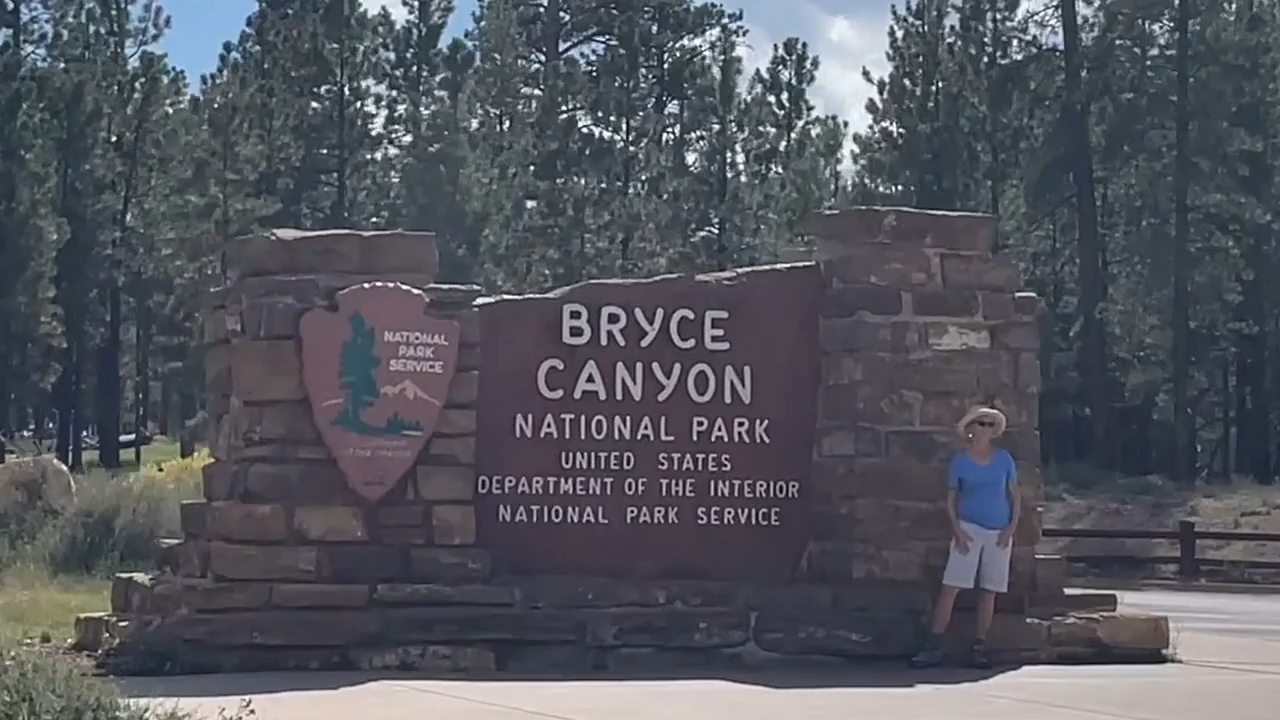 NATIONAL
PARK
SERVICE
BRYCE
CANYON
NATIONAL PARK
UNITED STATES
DEPARTMENT OF THE INTERIOR
NATIONAL PARK SERVICE